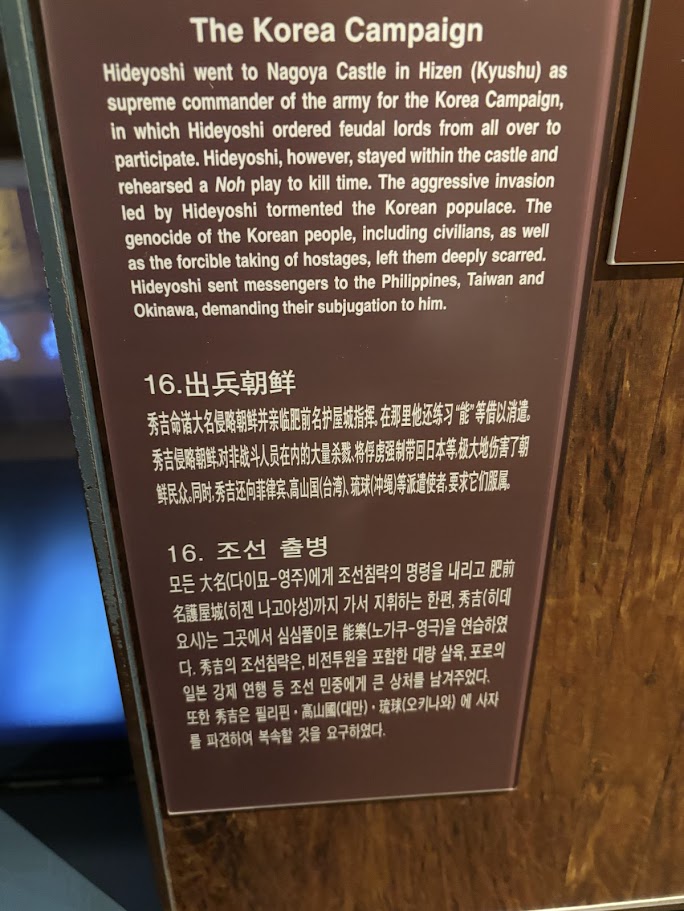 The Korea Campaign
Hideyoshi went to Nagoya Castle in Hizen (Kyushu) as
supreme commander of the army for the Korea Campaign,
in which Hideyoshi ordered feudal lords from all over to
participate. Hideyoshi, however, stayed within the castle and
rehearsed a Noh play to kill time. The aggressive invasion
led by Hideyoshi tormented the Korean populace. The
genocide of the Korean people, including civilians, as well
as the forcible taking of hostages, left them deeply scarred.
Hideyoshi sent messengers to the Philippines, Taiwan and
Okinawa, demanding their subjugation to him.
16.出兵朝鲜
秀吉命诸大名侵略朝鲜并亲临肥前名护屋城指挥,在那里他还练习“能”等借以消遣。
秀吉侵略朝鲜,对非战斗人员在内的大量杀戮,将俘虏强制带回日本等,极大地伤害了朝
鲜民众。同时,秀吉还向菲律宾、高山国(台湾)、琉球(冲绳)等派遣使者,要求它们服属。
16. 조선 출병
모든 大名(다이묘-영주)에게 조선침략의 명령을 내리고 肥前
名護屋城(히젠 나고야성)까지 가서 지휘하는 한편, 秀吉(히데
요시)는 그곳에서 심심풀이로 能樂(노가쿠-영극)을 연습하였
다. 秀吉의 조선침략은, 비전투원을 포함한 대량 살육, 포로의
일본 강제 연행 등 조선 민중에게 큰 상처를 남겨주었다.
또한 秀吉은 필리핀・高山國(대만)・琉球(오키나와) 에 사자
를 파견하여 복속할 것을 요구하였다.